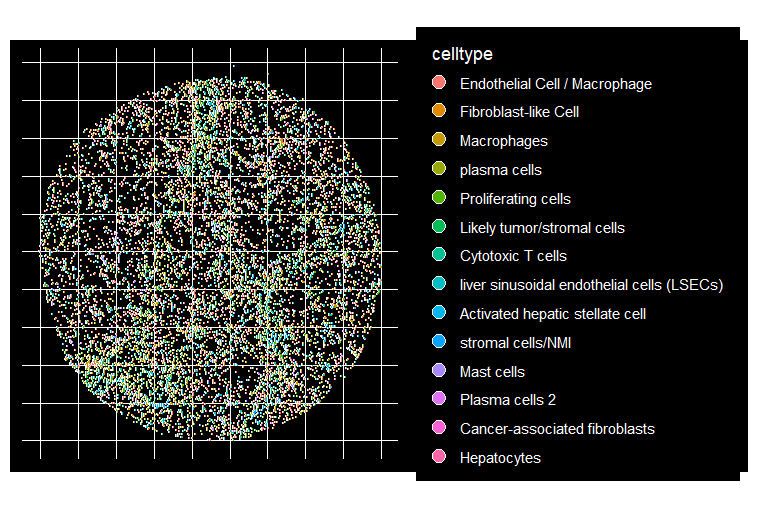 celltype
Endothelial Cell / Macrophage
Fibroblast-like Cell
Macrophages
plasma cells
Proliferating cells
Likely tumor/stromal cells
Cytotoxic T cells
liver sinusoidal endothelial cells (LSECs)
Activated hepatic stellate cell
stromal cells/NMI
Mast cells
Plasma cells 2
Cancer-associated fibroblasts
Hepatocytes